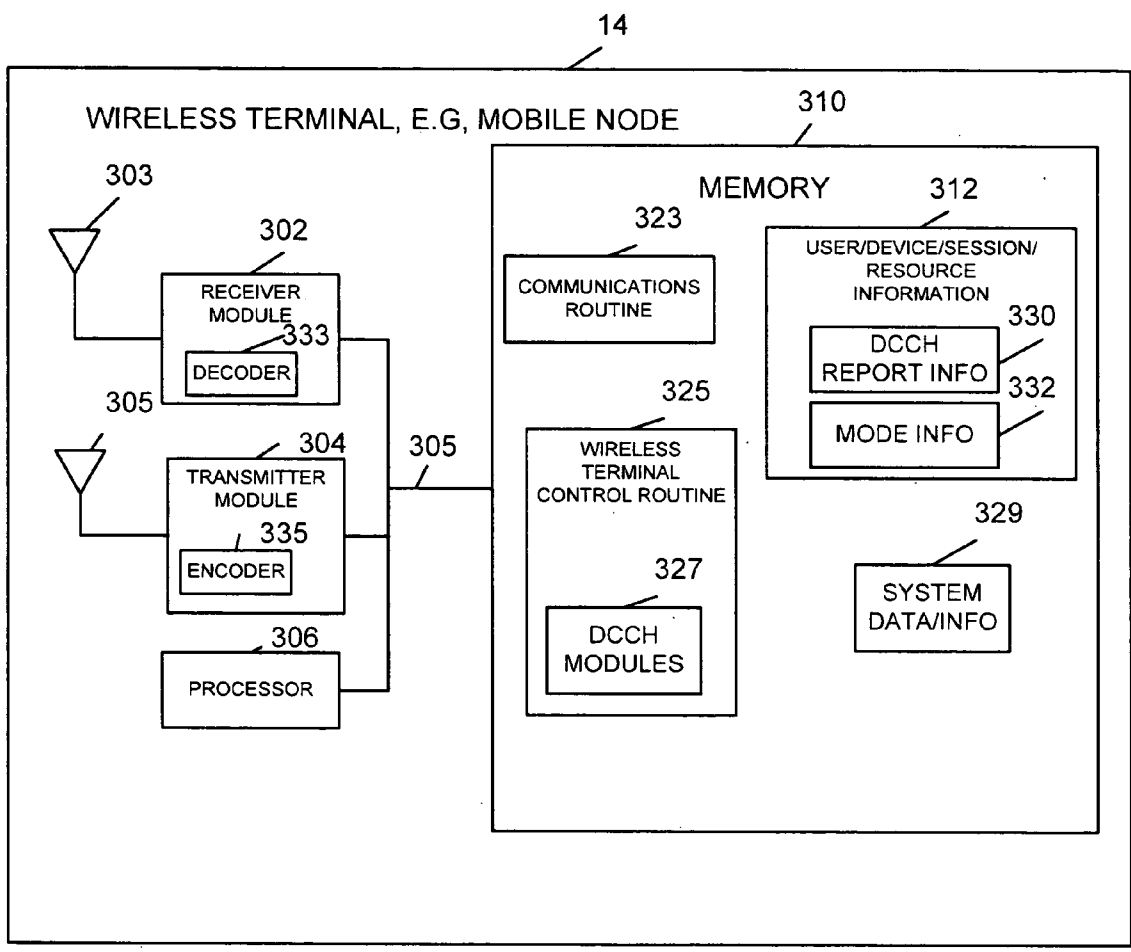 14
WIRELESS TERMINAL, E.G, MOBILE NODE
310
303
MEMORY
302
323
312
RECEIVER
MODULE
333
DECODER
COMMUNICATIONS
ROUTINE
USER/DEVICE/SESSION/
RESOURCE
INFORMATION
330
DCCH
REPORT INFO
332
MODE INFO
305
304
305
325
TRANSMITTER
MODULE
335
ENCODER
WIRELESS
TERMINAL
CONTROL ROUTINE
329
327
SYSTEM
DATA/INFO
306
PROCESSOR
DCCH
MODULES